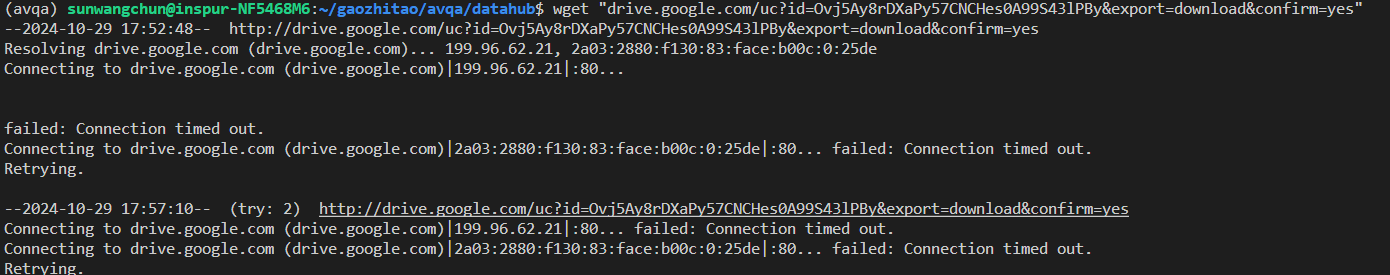 (avqa) sunwangchun@inspur-NF5468M6:~/gaozhitao/avqa/datahub$ wget "drive.google.com/uc?id=Ovj5Ay8rDXaPy57CNCHes0A99S43lPBy&export=download&confirm=yes"
--2024-10-29 17:52:48--  http://drive.google.com/uc?id=Ovj5Ay8rDXaPy57CNCHes0A99S43lPBy&export=download&confirm=yes
Resolving drive.google.com (drive.google.com)... 199.96.62.21, 2a03:2880:f130:83:face:b00c:0:25de
Connecting to drive.google.com (drive.google.com)|199.96.62.21|:80...
failed: Connection timed out.
Connecting to drive.google.com (drive.google.com)|2a03:2880:f130:83:face:b00c:0:25de|:80... failed: Connection timed out.
Retrying.
--2024-10-29 17:57:10--  (try: 2)  http://drive.google.com/uc?id=Ovj5Ay8rDXaPy57CNCHes0A99S43lPBy&export=download&confirm=yes
Connecting to drive.google.com (drive.google.com)|199.96.62.21|:80... failed: Connection timed out.
Connecting to drive.google.com (drive.google.com)|2a03:2880:f130:83:face:b00c:0:25de|:80... failed: Connection timed out.
Retrying.